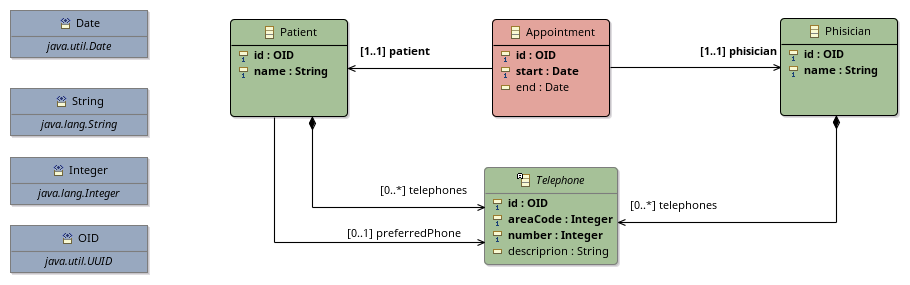 Date
java.util.Date
String
java.lang.String
Integer
java.lang.Integer
OID
java.util.UUID
Patient
id : OID
name : String
[1..1] patient
Appointment
id : OID
start : Date
end : Date
[1..1] phisician
Phisician
id : OID
name : String
[0..*] telephones
[0..1] preferredPhone
Telephone
id : OID
areaCode : Integer
number : Integer
descriprion : String
[0..*] telephones